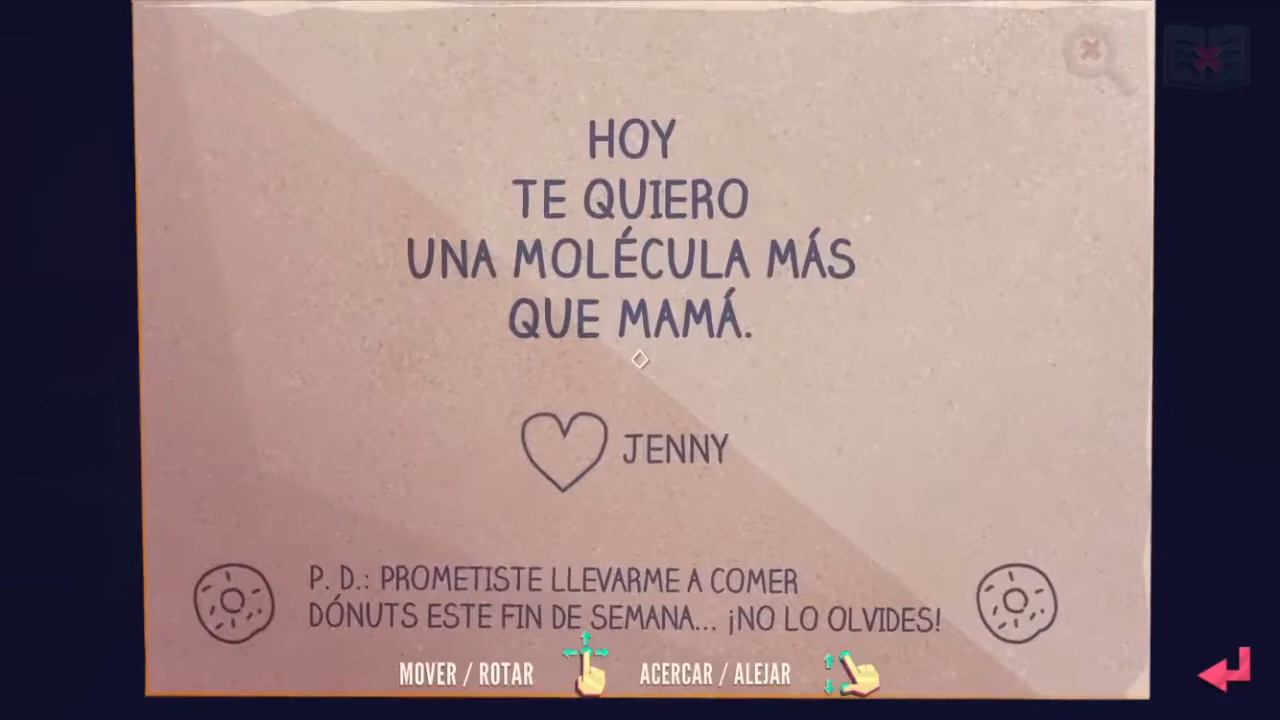 HOY
TE QUIERO
UNA MOLÉCULA MÁS
QUE MAMÁ.
JENNY
P. D.: PROMETISTE LLEVARME A COMER
DÓNUTS ESTE FIN DE SEMANA... ¡NO LO OLVIDES!
MOVER / ROTAR ACERCAR / ALEJAR